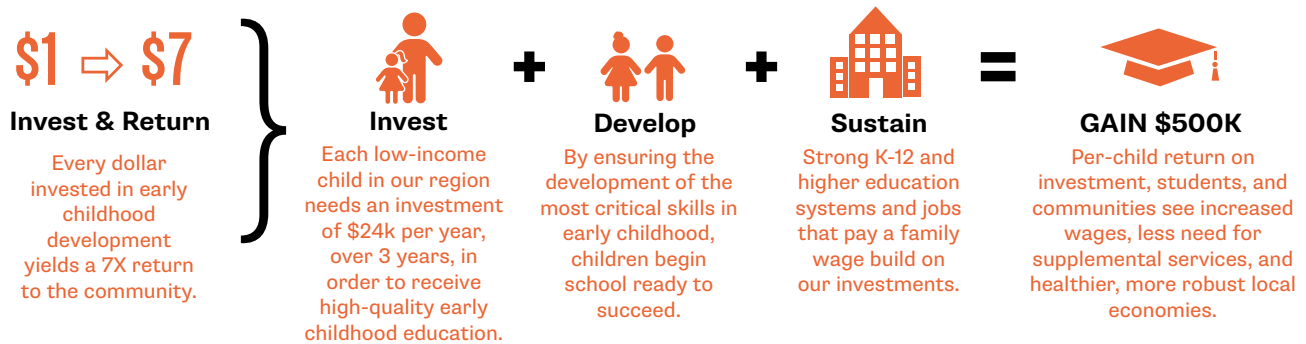 $1 ⇨ $7
Invest & Return
Every dollar
invested in early
childhood
development
yields a 7X return
to the community.
Invest
Each low-income
child in our region
needs an investment
of $24k per year,
over 3 years, in
order to receive
high-quality early
childhood education.
+
Develop
By ensuring the
development of the
most critical skills in
early childhood,
children begin
school ready to
succeed.
+
Sustain
Strong K-12 and
higher education
systems and jobs
that pay a family
wage build on
our investments.
=
GAIN $500K
Per-child return on
investment, students, and
communities see increased
wages, less need for
supplemental services, and
healthier, more robust local
economies.